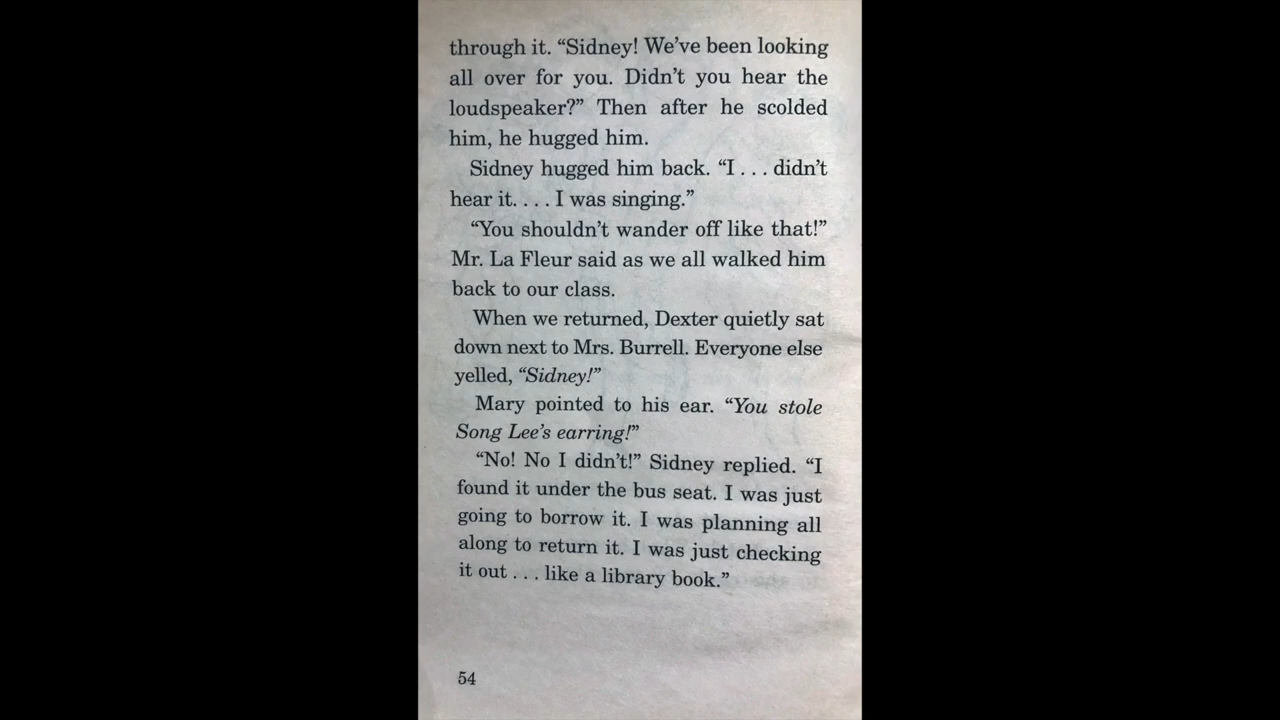 through it. “Sidney! We’ve been looking
all over for you. Didn’t you hear the
loudspeaker?” Then after he scolded
him, he hugged him.
Sidney hugged him back. “I . . . didn’t
hear it. . . . I was singing.”
“You shouldn’t wander off like that!”
Mr. La Fleur said as we all walked him
back to our class.
When we returned, Dexter quietly sat
down next to Mrs. Burrell. Everyone else
yelled, “Sidney!”
Mary pointed to his ear. “You stole
Song Lee’s earring!”
“No! No I didn’t!” Sidney replied. “I
found it under the bus seat. I was just
going to borrow it. I was planning all
along to return it. I was just checking
it out . . . like a library book.”
54